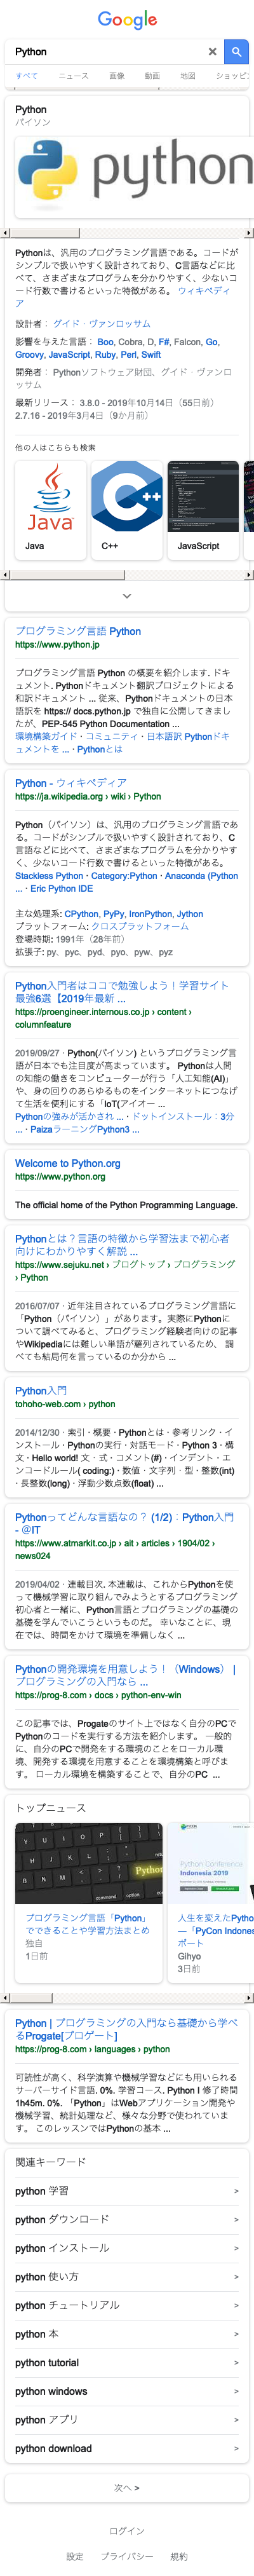 Google
Python
すべて ニュース 画像 動画 地図 ショッピン
Python
パイソン
python
Pythonは、汎用のプログラミング言語である。コードが
シンプルで扱いやすく設計されており、C言語などに比
べて、さまざまなプログラムを分かりやすく、少ないコ
ード行数で書けるといった特徴がある。 ウィキペディ
ア
設計者： グイド・ヴァンロッサム
影響を与えた言語： Boo, Cobra, D, F#, Falcon, Go,
Groovy, JavaScript, Ruby, Perl, Swift
開発者： Pythonソフトウェア財団、グイド・ヴァンロ
ッサム
最新リリース： 3.8.0 - 2019年10月14日（55日前）
2.7.16 - 2019年3月4日（9か月前）
他の人はこちらも検索
Java
C++
Java C++ JavaScript
プログラミング言語 Python
https://www.python.jp
プログラミング言語 Python の概要を紹介します. ドキ
ュメント. Pythonドキュメント翻訳プロジェクトによる
和訳ドキュメント ... 従来、Pythonドキュメントの日本
語訳を https:// docs.python.jp で独自に公開してきまし
たが、PEP-545 Python Documentation ...
環境構築ガイド · コミュニティ · 日本語訳 Pythonドキ
ュメントを ... · Pythonとは
Python - ウィキペディア
https://ja.wikipedia.org › wiki › Python
Python（パイソン）は、汎用のプログラミング言語であ
る。コードがシンプルで扱いやすく設計されており、C
言語などに比べて、さまざまなプログラムを分かりやす
く、少ないコード行数で書けるといった特徴がある。
Stackless Python · Category:Python · Anaconda (Python
... · Eric Python IDE
主な処理系: CPython, PyPy, IronPython, Jython
プラットフォーム: クロスプラットフォーム
登場時期: 1991年（28年前）
拡張子: py、pyc、pyd、pyo、pyw、pyz
Python入門者はココで勉強しよう！学習サイト
最強6選【2019年最新 ...
https://proengineer.internous.co.jp › content ›
columnfeature
2019/09/27 · Python(パイソン) というプログラミング言
語が日本でも注目度が高まっています。 Pythonは人間
の知能の働きをコンピューターが行う「人工知能(AI)」
や、身の回りのあらゆるものをインターネットにつなげ
て生活を便利にする「IoT(アイオー ...
Pythonの強みが活かされ ... · ドットインストール：3分
... · PaizaラーニングPython3 ...
Welcome to Python.org
https://www.python.org
The official home of the Python Programming Language.
Pythonとは？言語の特徴から学習法まで初心者
向けにわかりやすく解説 ...
https://www.sejuku.net › ブログトップ › プログラミング
› Python
2016/07/07 · 近年注目されているプログラミング言語に
「Python（パイソン）」があります。実際にPythonに
ついて調べてみると、プログラミング経験者向けの記事
やWikipediaには難しい単語が羅列されているため、 調
べても結局何を言っているのか分から ...
Python入門
tohoho-web.com › python
2014/12/30 · 索引・概要・Pythonとは・参考リンク・イ
ンストール・Pythonの実行・対話モード・Python 3・構
文・Hello world! 文・式・コメント(#)・インデント・エ
ンコードルール( coding:)・数値・文字列・型・整数(int)
・長整数(long)・浮動少数点数(float) ...
Pythonってどんな言語なの？ (1/2)：Python入門
- ＠IT
https://www.atmarkit.co.jp › ait › articles › 1904/02 ›
news024
2019/04/02 · 連載目次. 本連載は、これからPythonを使
って機械学習に取り組んでみようとするプログラミング
初心者と一緒に、Python言語とプログラミングの基礎の
基礎を学んでいこうというものだ。 幸いなことに、現
在では、時間をかけて環境を準備しなく ...
Pythonの開発環境を用意しよう！（Windows） |
プログラミングの入門なら ...
https://prog-8.com › docs › python-env-win
この記事では、Progateのサイト上ではなく自分のPCで
Pythonのコードを実行する方法を紹介します。 一般的
に、自分のPCで開発をする環境のことをローカル環
境、開発する環境を用意することを環境構築と呼びま
す。 ローカル環境を構築することで、自分のPC ...
トップニュース
Python
Python Conference
Indonesia 2019
プログラミング言語「Python」
でできることや学習方法まとめ
独自
1日前
人生を変えたPytho
―「PyCon Indones
ポート
Gihyo
3日前
Python | プログラミングの入門なら基礎から学べ
るProgate[プロゲート]
https://prog-8.com › languages › python
可読性が高く、科学演算や機械学習などにも用いられる
サーバーサイド言語. 0%. 学習コース. Python I 修了時間
1h45m. 0%. 「Python」はWebアプリケーション開発や
機械学習、統計処理など、様々な分野で使われていま
す。 このレッスンではPythonの基本 ...
関連キーワード
python 学習 >
python ダウンロード >
python インストール >
python 使い方 >
python チュートリアル >
python 本 >
python tutorial >
python windows >
python アプリ >
python download >
次へ >
ログイン
設定 プライバシー 規約